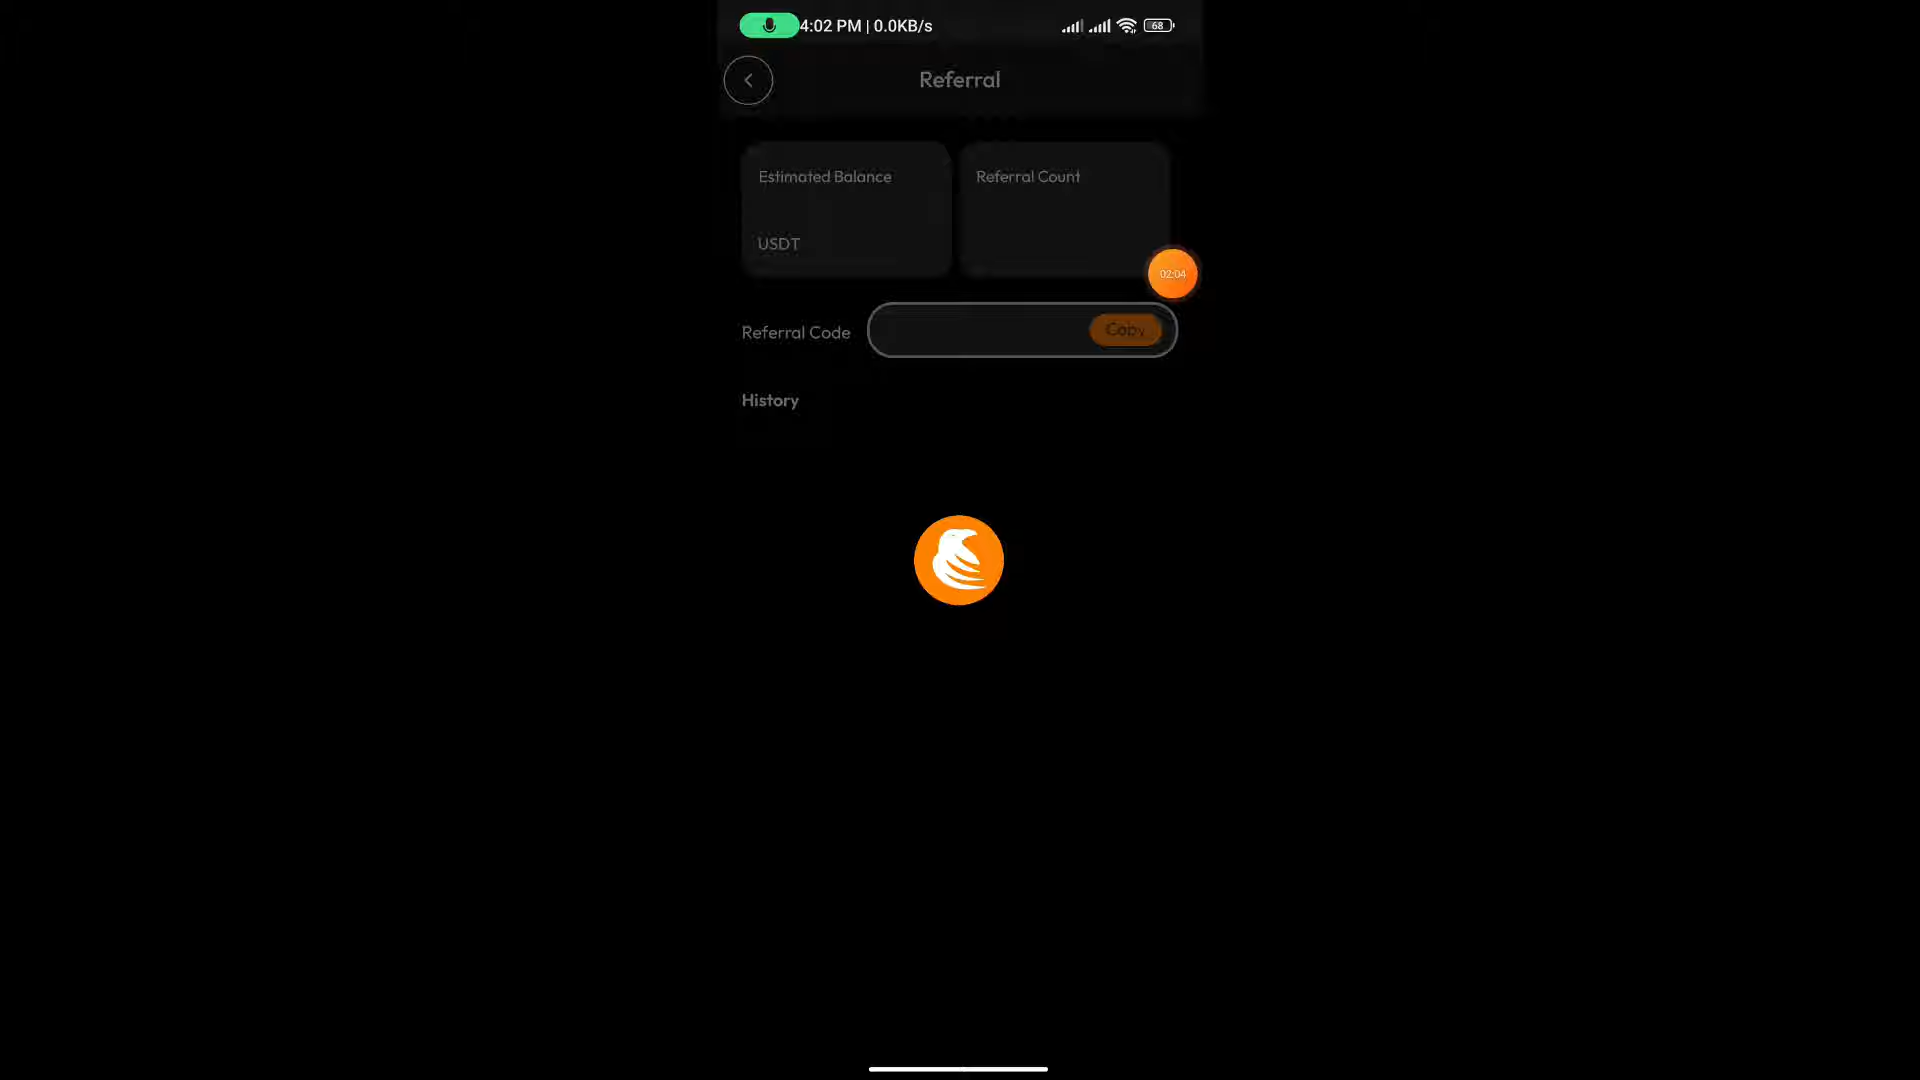 4:02 PM | 0.0KB/s
68
Referral
Estimated Balance
Referral Count
USDT
02:04
Referral Code
Copy
History